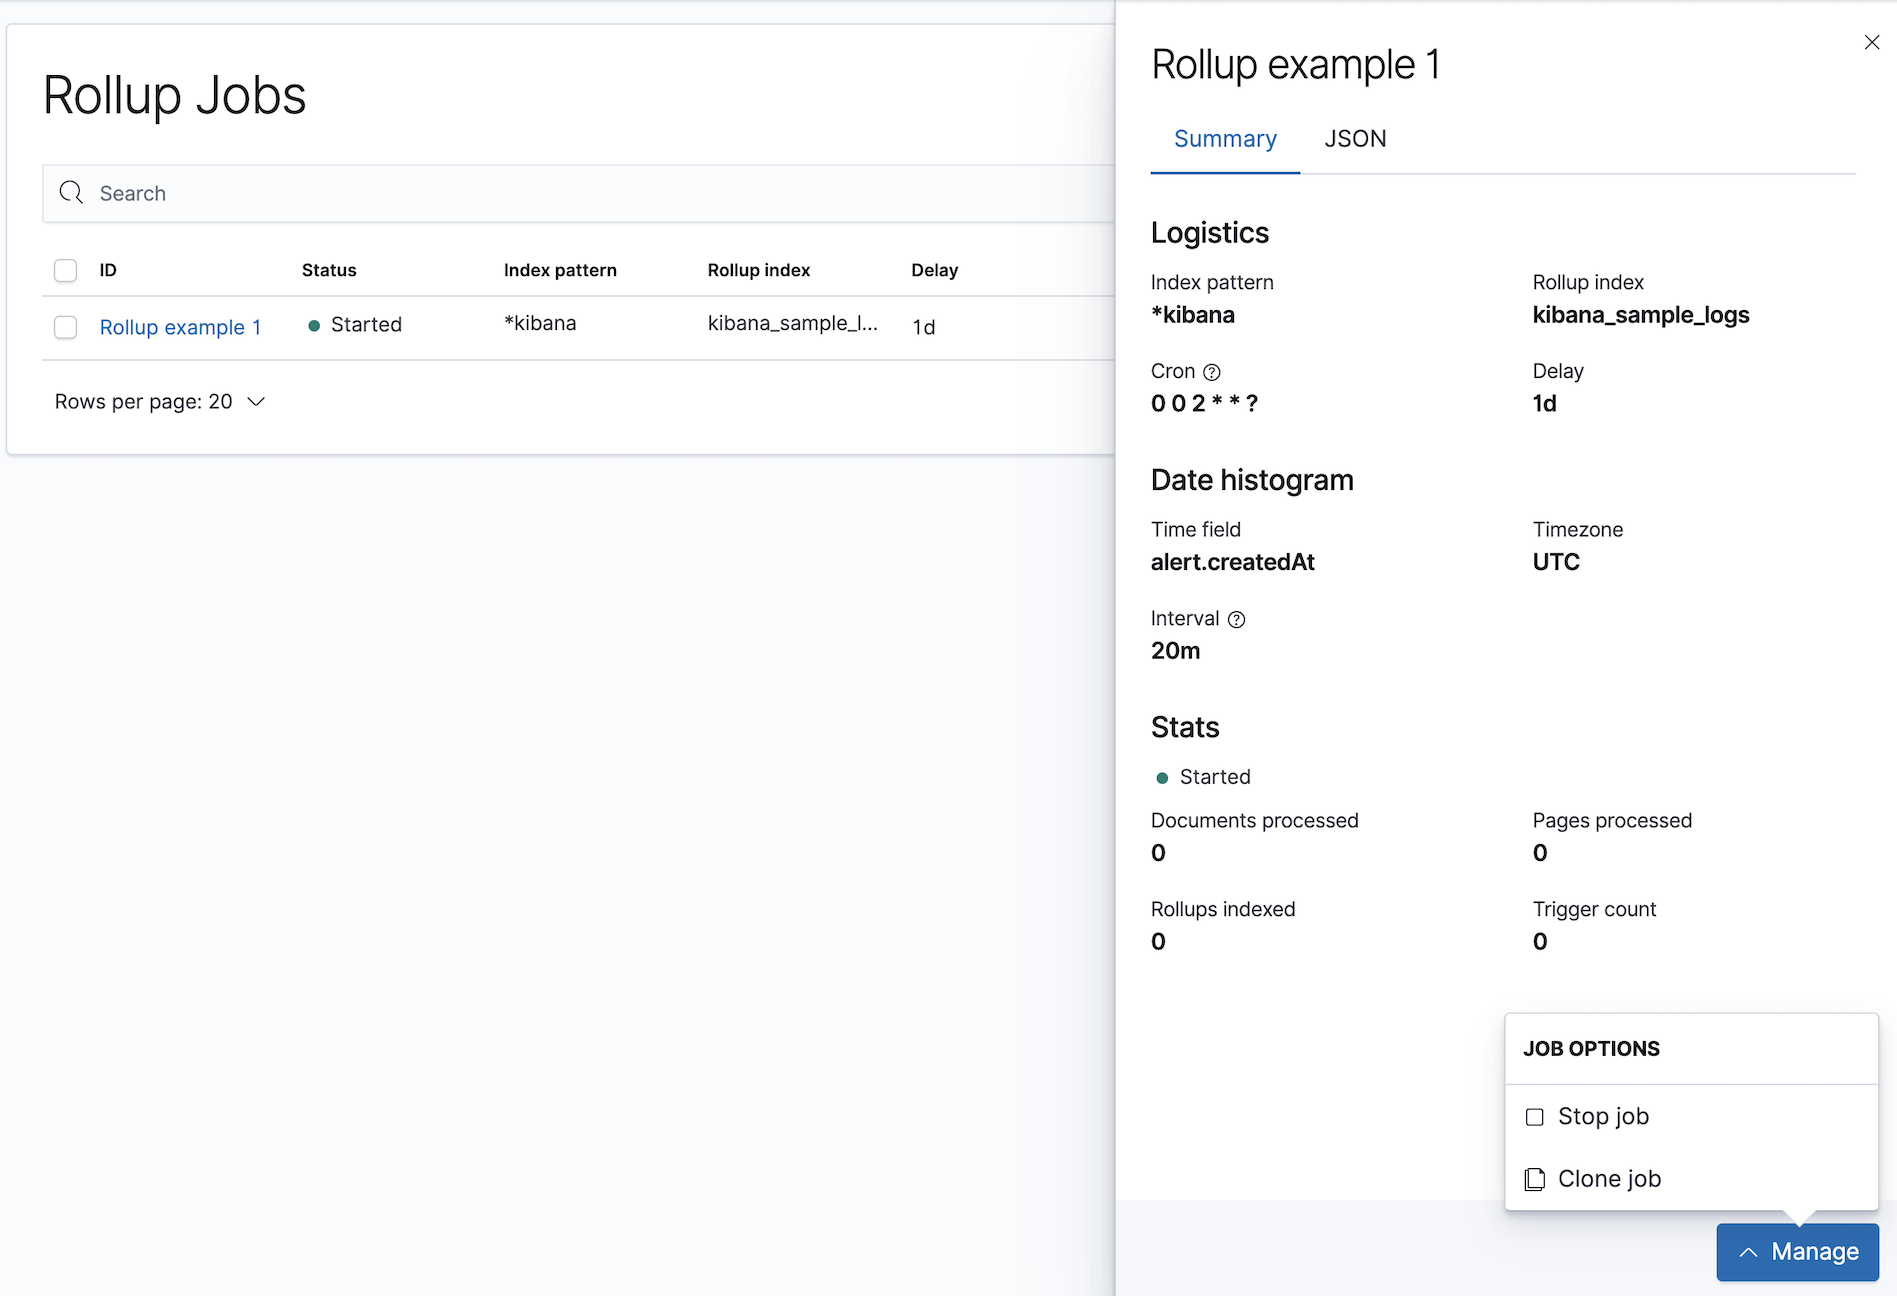 Rollup Jobs
Search
ID Status Index pattern Rollup index Delay
Rollup example 1 Started *kibana kibana_sample_l... 1d
Rows per page: 20
Rollup example 1
Summary JSON
Logistics
Index pattern Rollup index
*kibana kibana_sample_logs
Cron Delay
0 0 2 * * ? 1d
Date histogram
Time field Timezone
alert.createdAt UTC
Interval
20m
Stats
Started
Documents processed Pages processed
0 0
Rollups indexed Trigger count
0 0
JOB OPTIONS
Stop job
Clone job
Manage